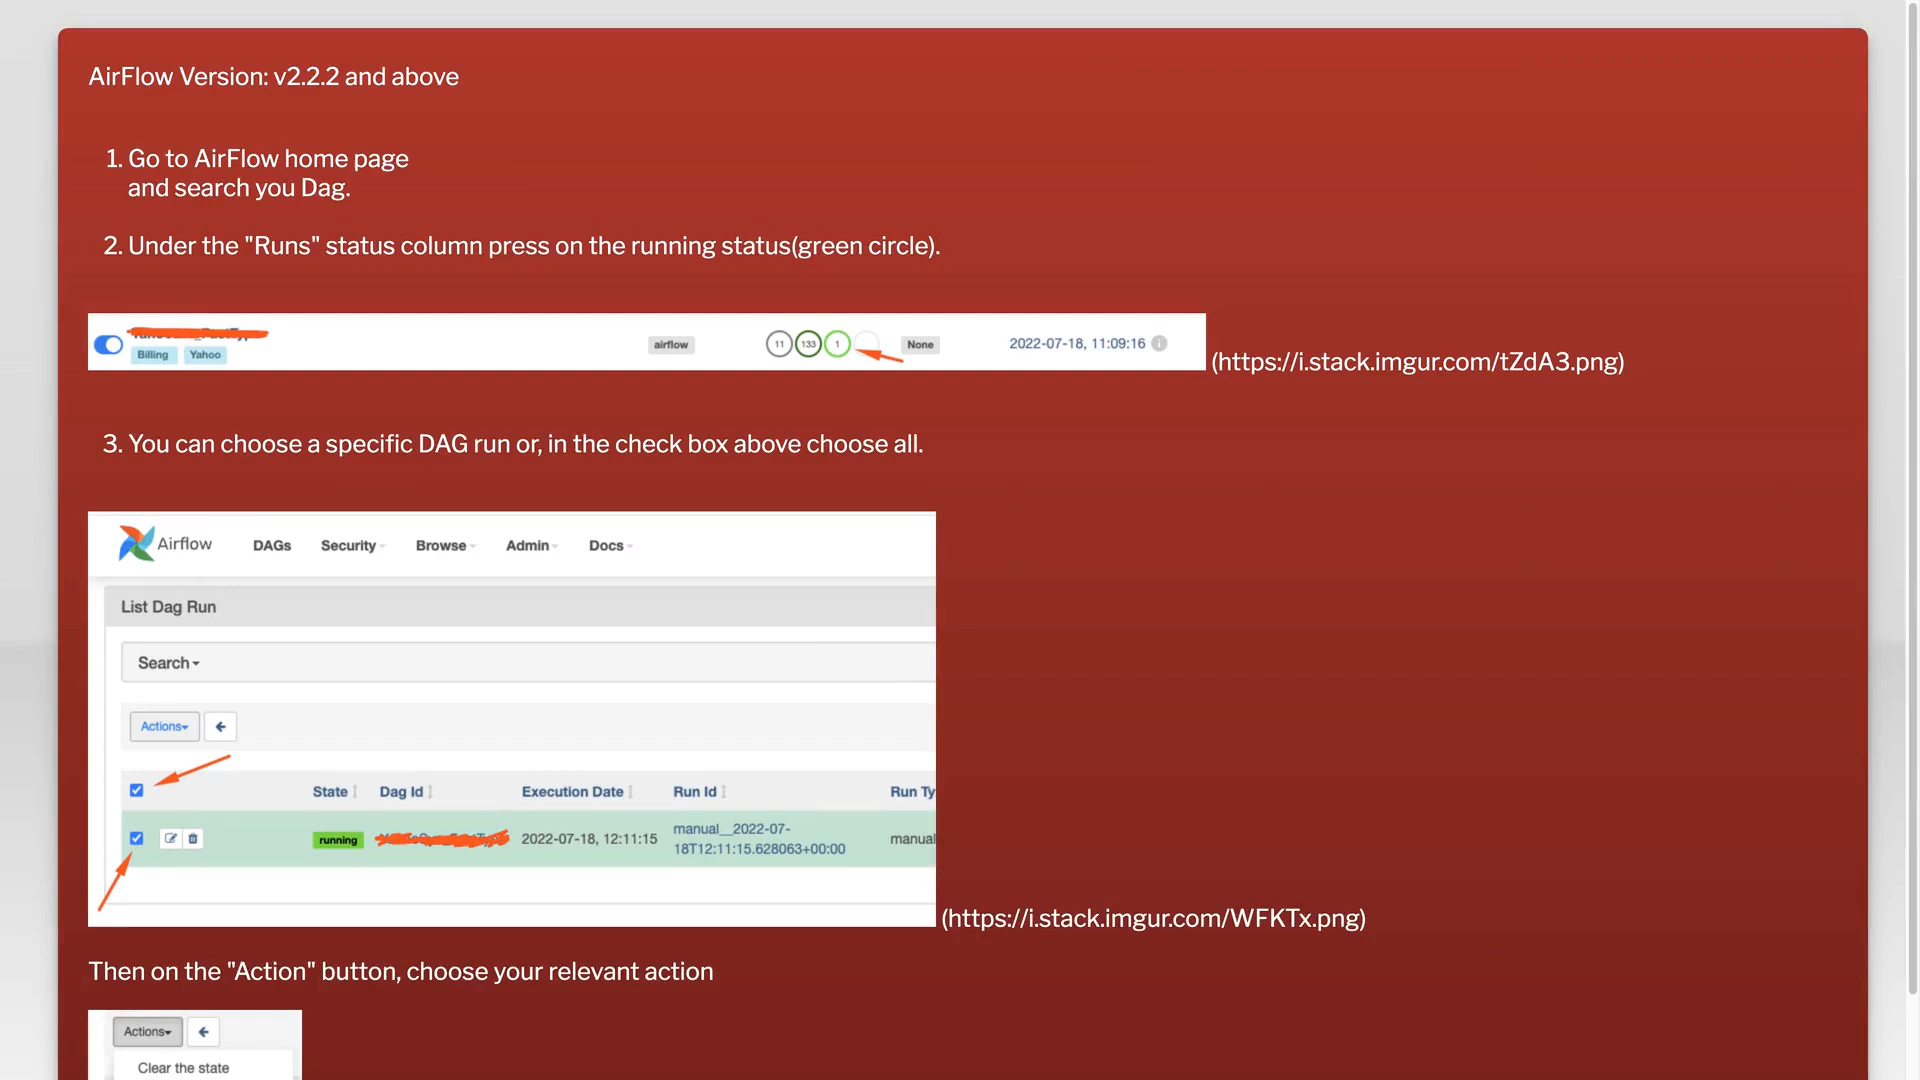 AirFlow Version: v2.2.2 and above
1. Go to AirFlow home page
and search you Dag.
2. Under the "Runs" status column press on the running status(green circle).
Billing Yahoo
airflow
11 133 1
None
2022-07-18, 11:09:16
(https://i.stack.imgur.com/tZdA3.png)
3. You can choose a specific DAG run or, in the check box above choose all.
Airflow DAGs Security Browse Admin Docs
List Dag Run
Search
Actions
State Dag Id Execution Date Run Id Run Ty
running 2022-07-18, 12:11:15 manual__2022-07-
18T12:11:15.628063+00:00 manual
(https://i.stack.imgur.com/WFKTx.png)
Then on the "Action" button, choose your relevant action
Actions
Clear the state